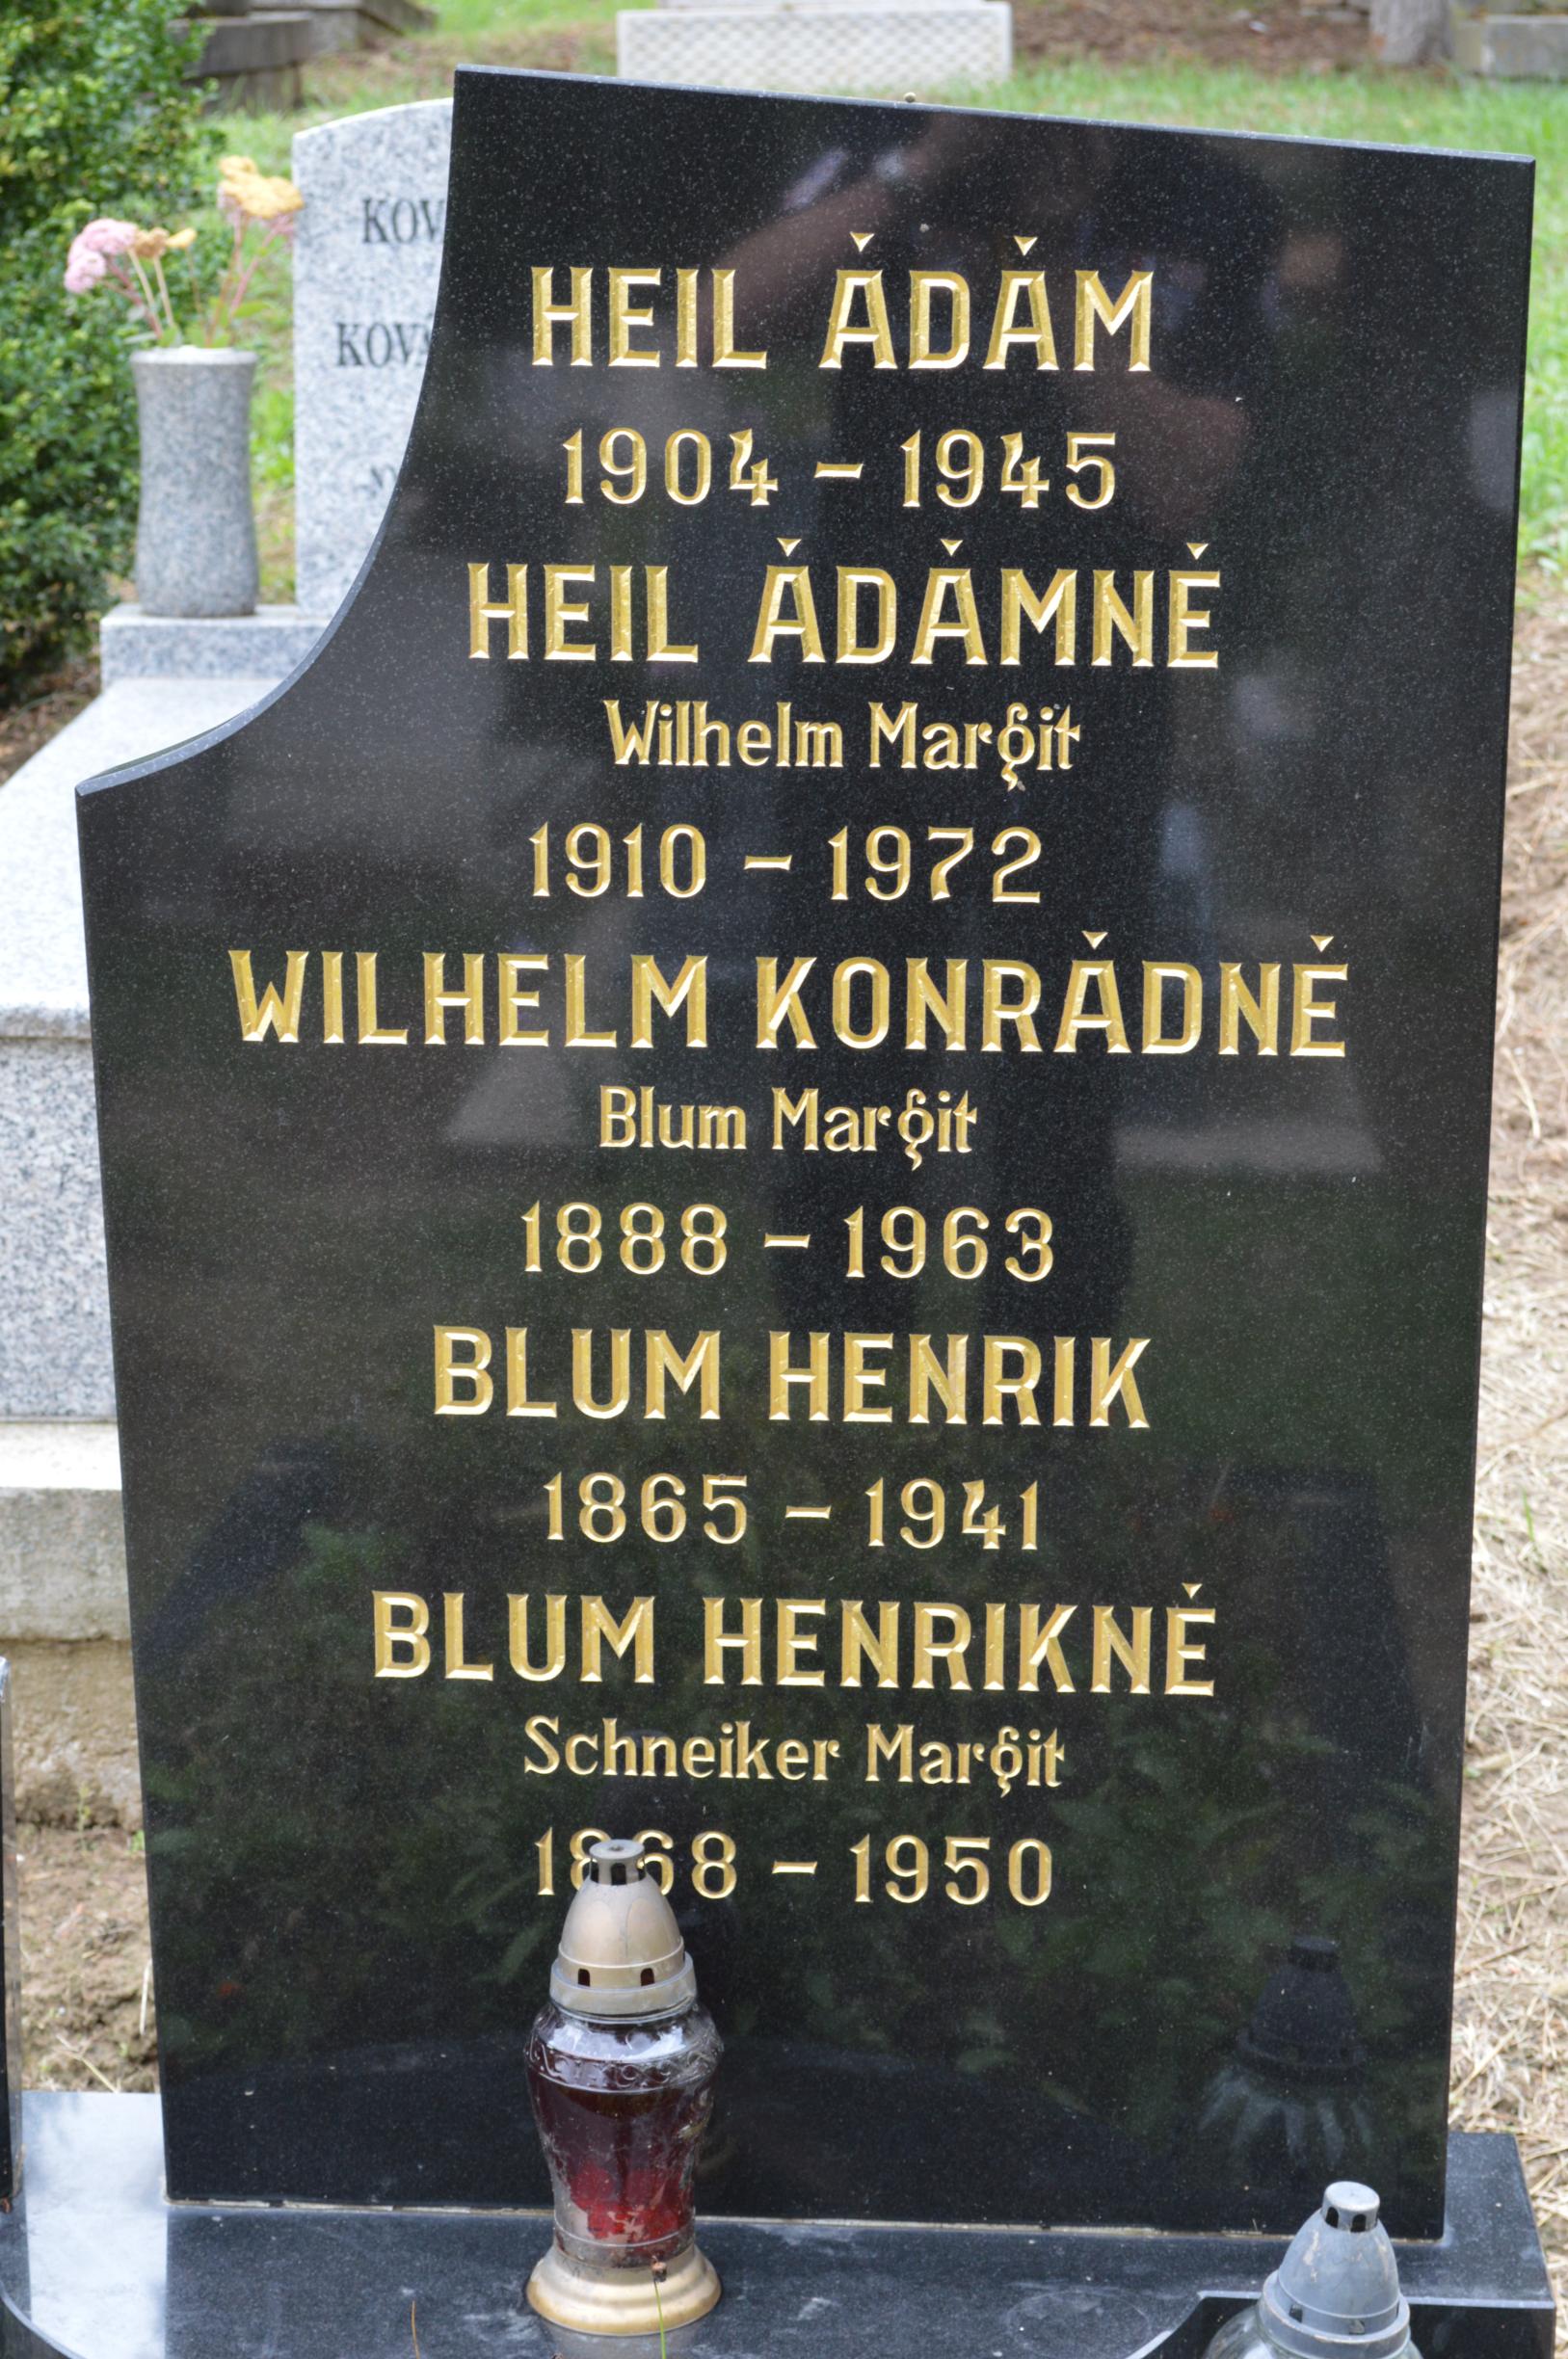 HEIL ÁDÁM
1904 – 1945
HEIL ÁDÁMNÉ
Wilhelm Margit
1910 – 1972
WILHELM KONRÁDNÉ
Blum Margit
1888 – 1963
BLUM HENRIK
1865 – 1941
BLUM HENRIKNÉ
Schneiker Margit
1868 – 1950